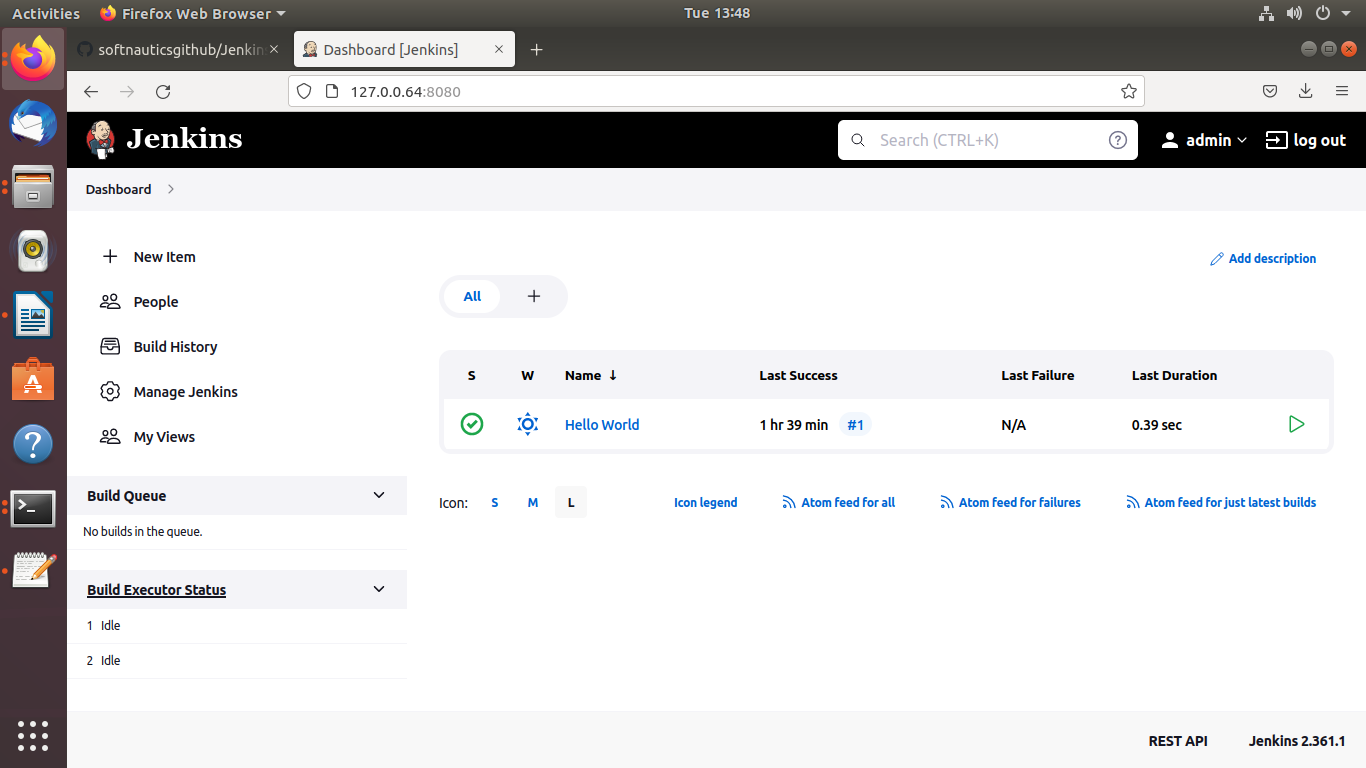 Activities Firefox Web Browser Tue 13:48
softnauticsgithub/Jenkin Dashboard [Jenkins]
127.0.0.64:8080
Jenkins Search (CTRL+K) admin log out
Dashboard
New Item
People
Build History
Manage Jenkins
My Views
Build Queue
No builds in the queue.
Build Executor Status
1 Idle
2 Idle
Add description
All
S W Name ↓ Last Success Last Failure Last Duration
Hello World 1 hr 39 min #1 N/A 0.39 sec
Icon: S M L Icon legend Atom feed for all Atom feed for failures Atom feed for just latest builds
REST API Jenkins 2.361.1